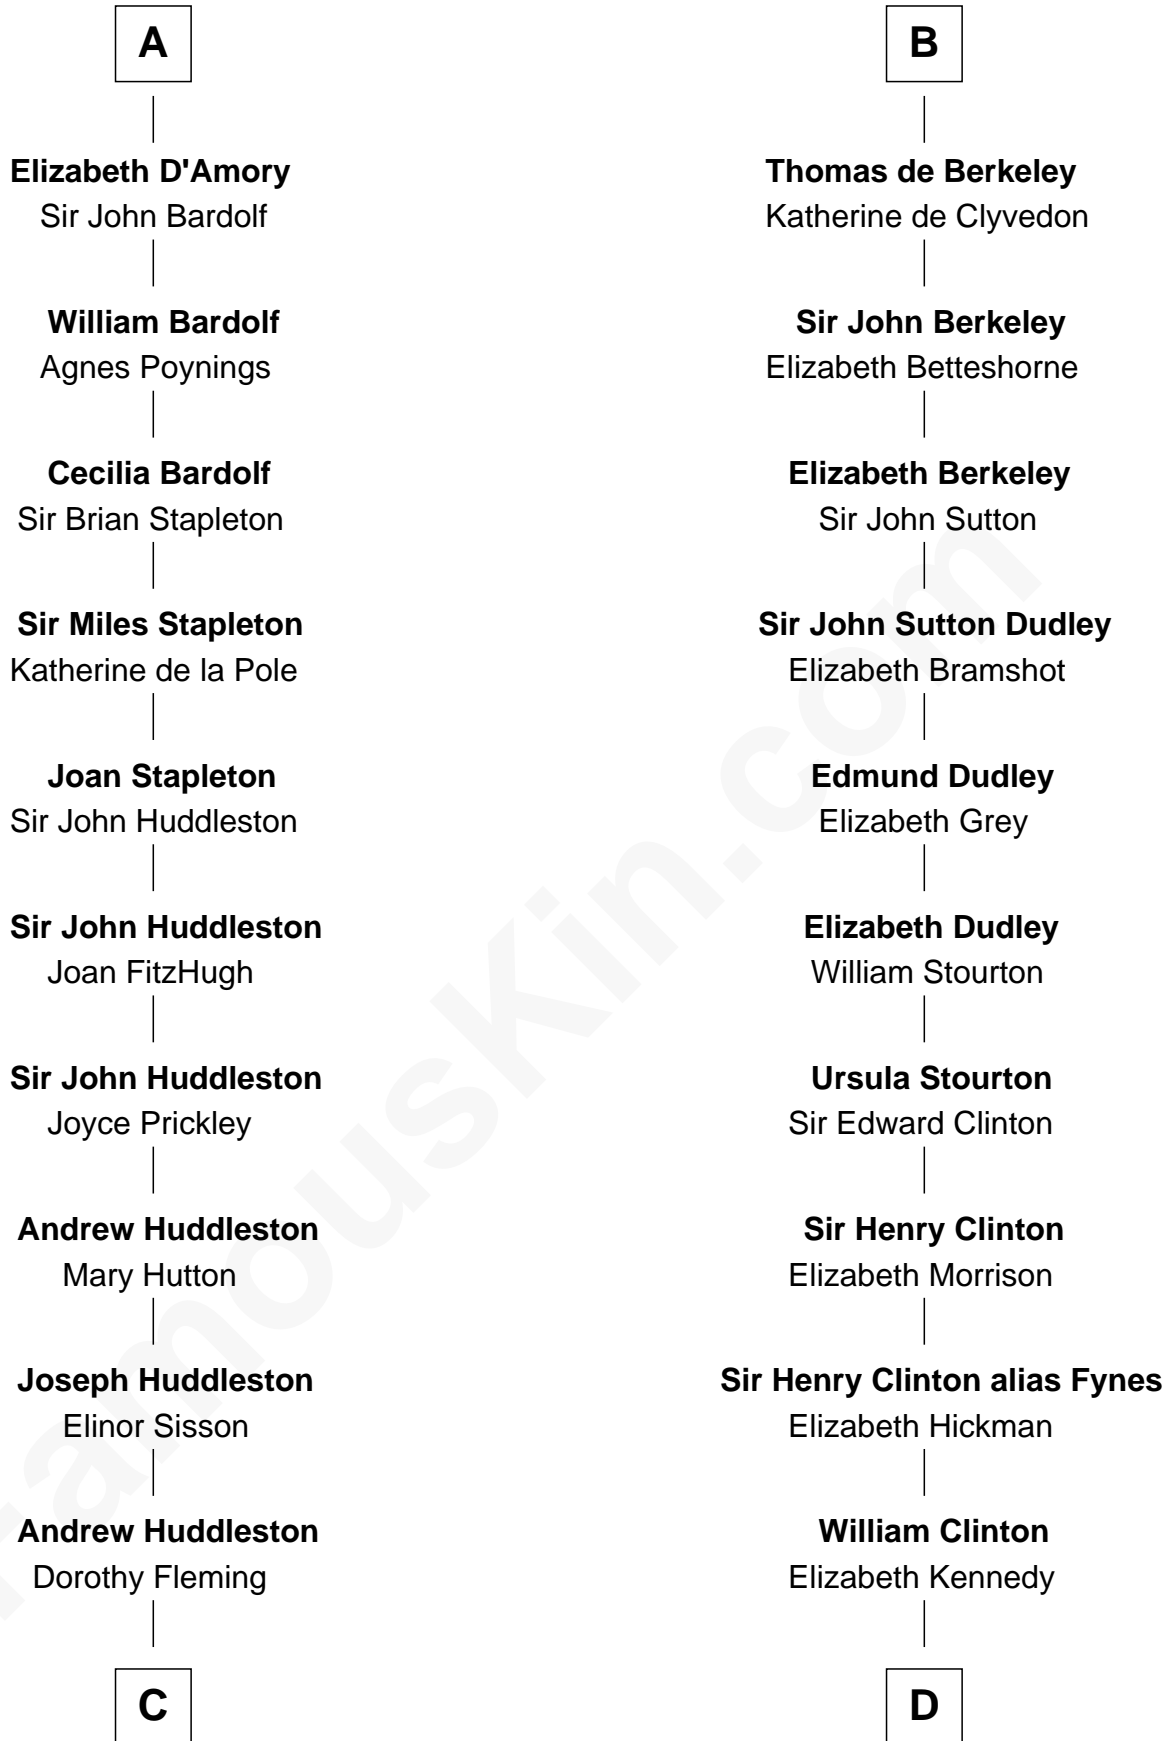 A
Elizabeth D'Amory
Sir John Bardolf
William Bardolf
Agnes Poynings
Cecilia Bardolf
Sir Brian Stapleton
Sir Miles Stapleton
Katherine de la Pole
Joan Stapleton
Sir John Huddleston
Sir John Huddleston
Joan FitzHugh
Sir John Huddleston
Joyce Prickley
Andrew Huddleston
Mary Hutton
Joseph Huddleston
Elinor Sisson
Andrew Huddleston
Dorothy Fleming
C
B
Thomas de Berkeley
Katherine de Clyvedon
Sir John Berkeley
Elizabeth Betteshorne
Elizabeth Berkeley
Sir John Sutton
Sir John Sutton Dudley
Elizabeth Bramshot
Edmund Dudley
Elizabeth Grey
Elizabeth Dudley
William Stourton
Ursula Stourton
Sir Edward Clinton
Sir Henry Clinton
Elizabeth Morrison
Sir Henry Clinton alias Fynes
Elizabeth Hickman
William Clinton
Elizabeth Kennedy
D
FamousKin.com